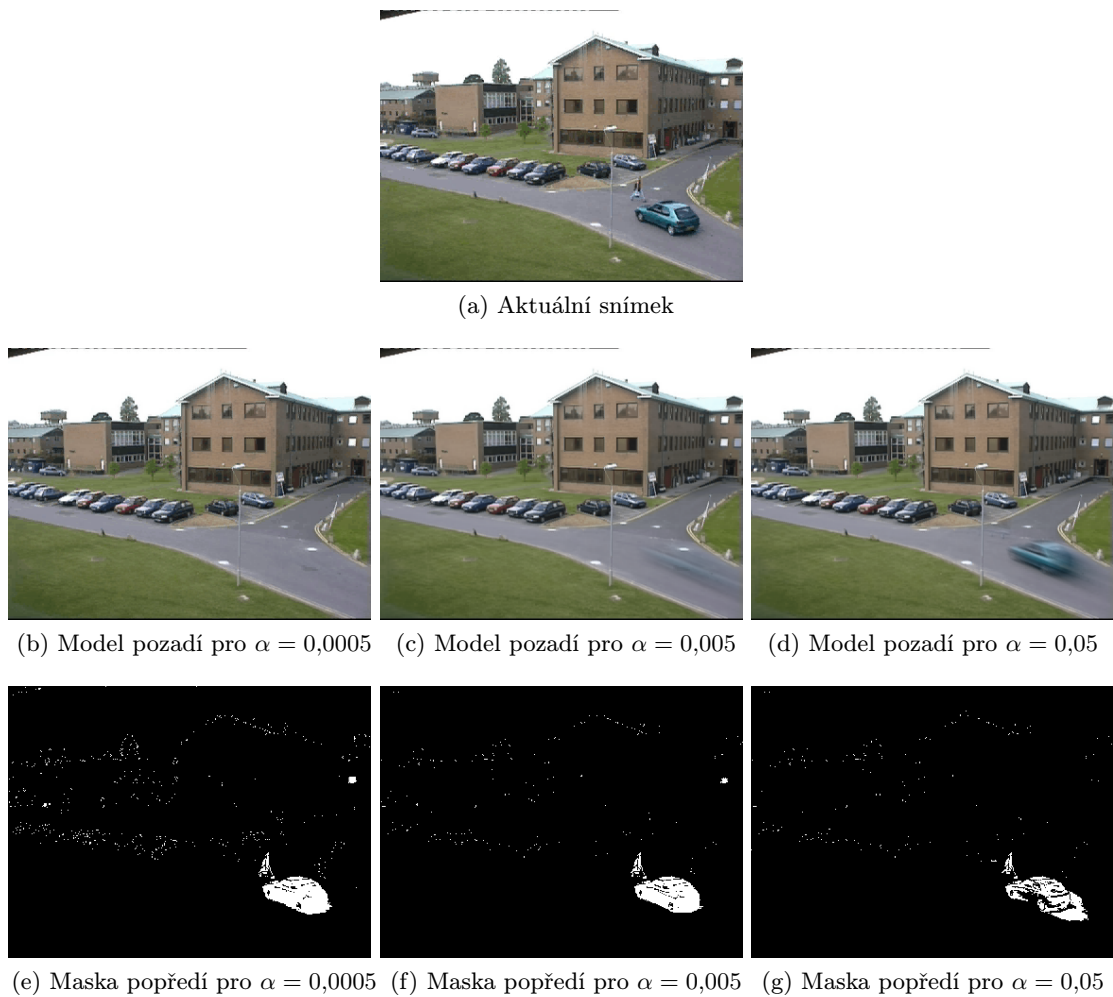 (a) Aktuální snímek
(b) Model pozadí pro α = 0,0005 (c) Model pozadí pro α = 0,005 (d) Model pozadí pro α = 0,05
(e) Maska popředí pro α = 0,0005 (f) Maska popředí pro α = 0,005 (g) Maska popředí pro α = 0,05